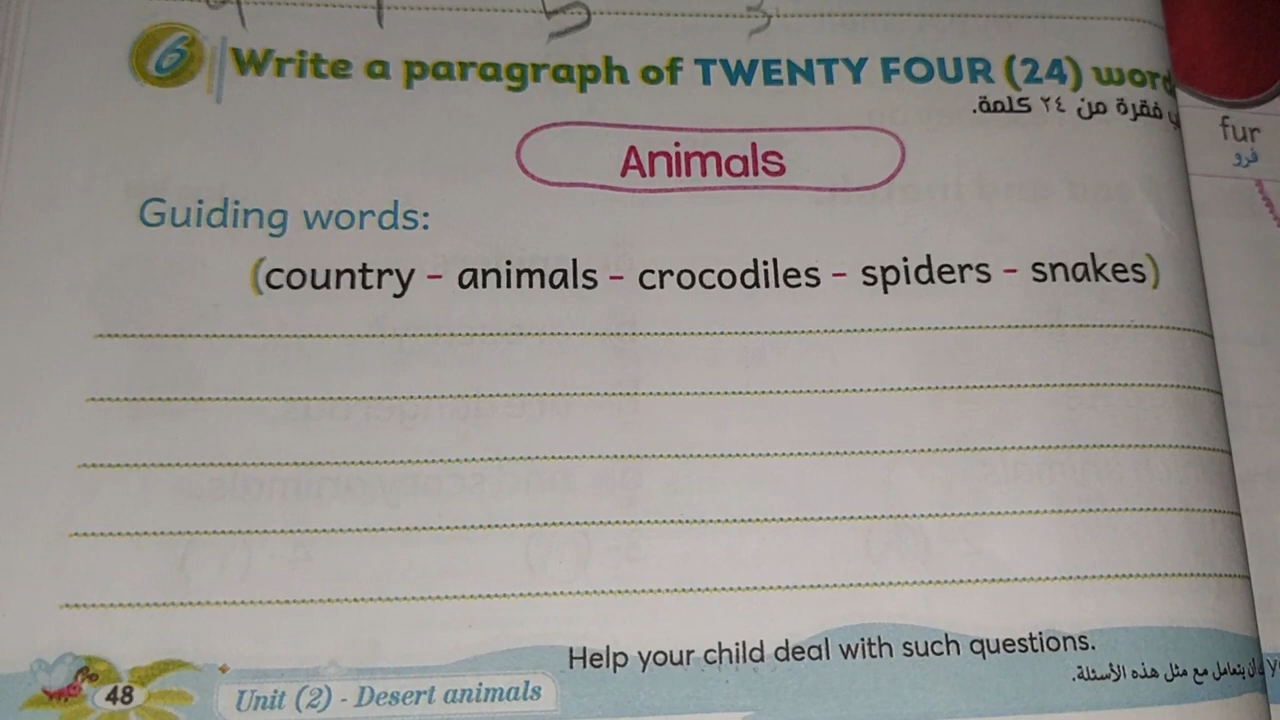 6 Write a paragraph of TWENTY FOUR (24) word
فقرة من ٢٤ كلمة.
fur
فرو
Animals
Guiding words:
(country - animals - crocodiles - spiders - snakes)
Help your child deal with such questions.
يتعامل مع مثل هذه الأسئلة.
48
Unit (2) - Desert animals